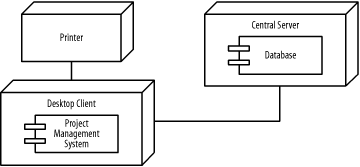 Printer
Central Server
Database
Desktop Client
Project
Management
System